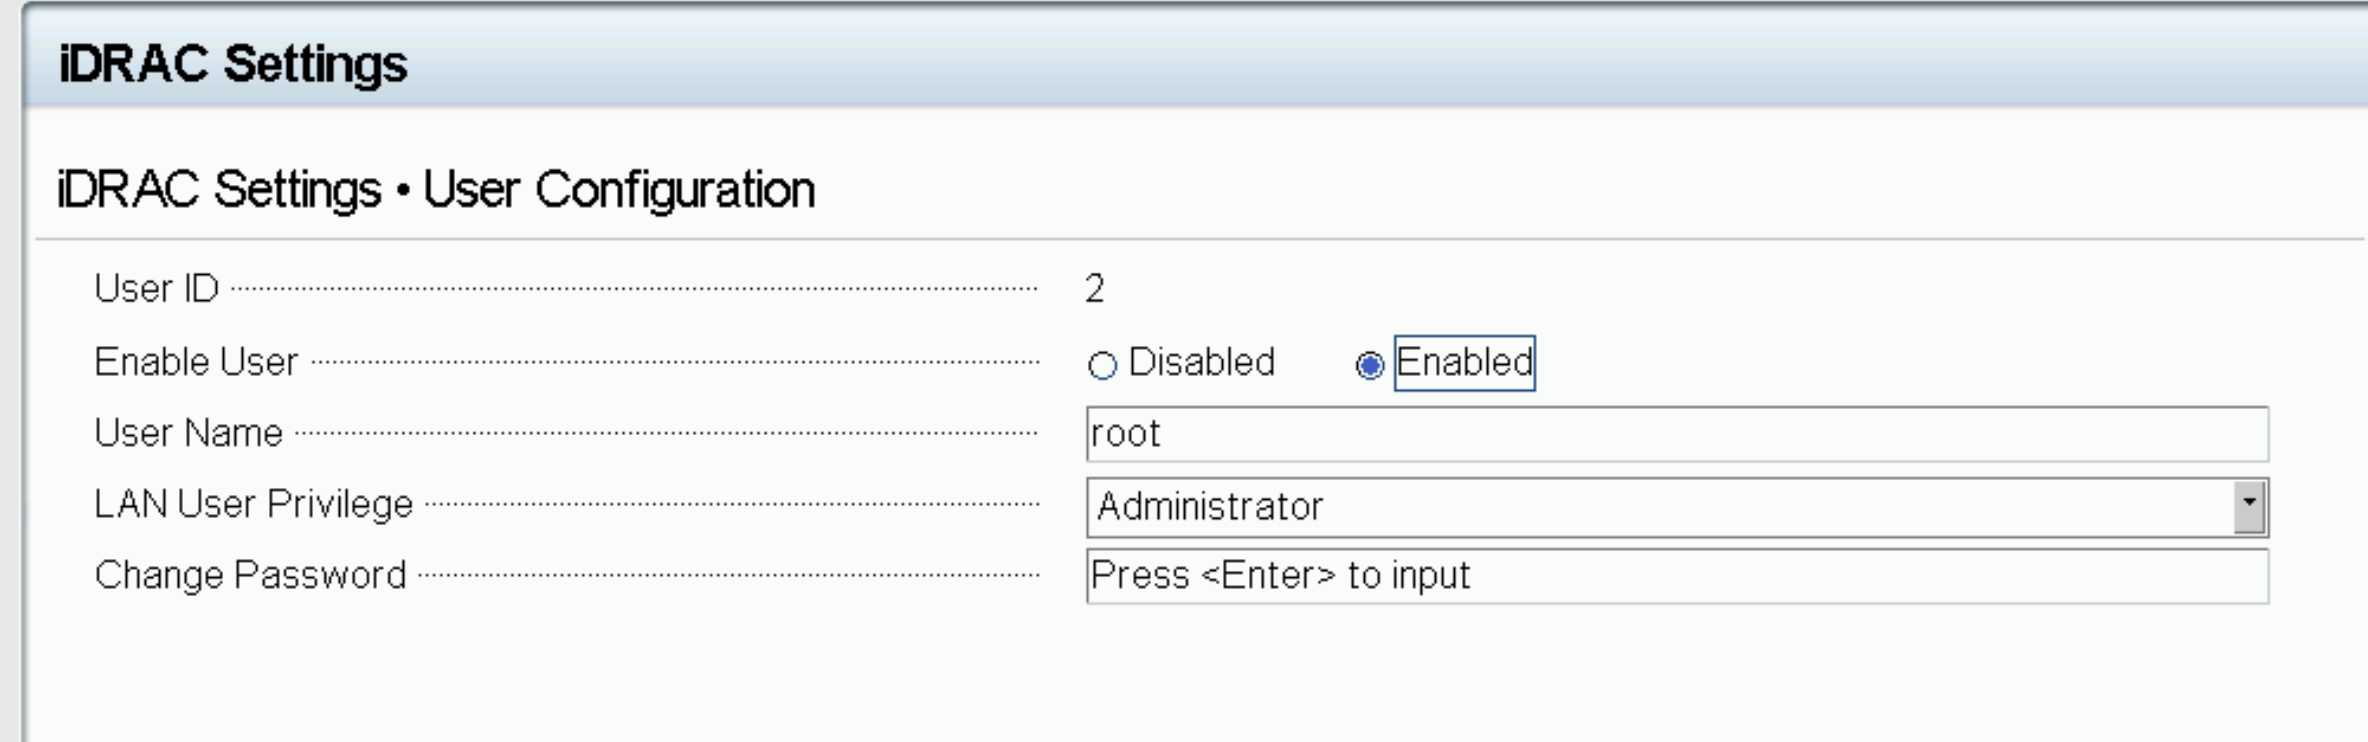 iDRAC Settings
iDRAC Settings • User Configuration
User ID 2
Enable User Disabled Enabled
User Name root
LAN User Privilege Administrator
Change Password Press <Enter> to input